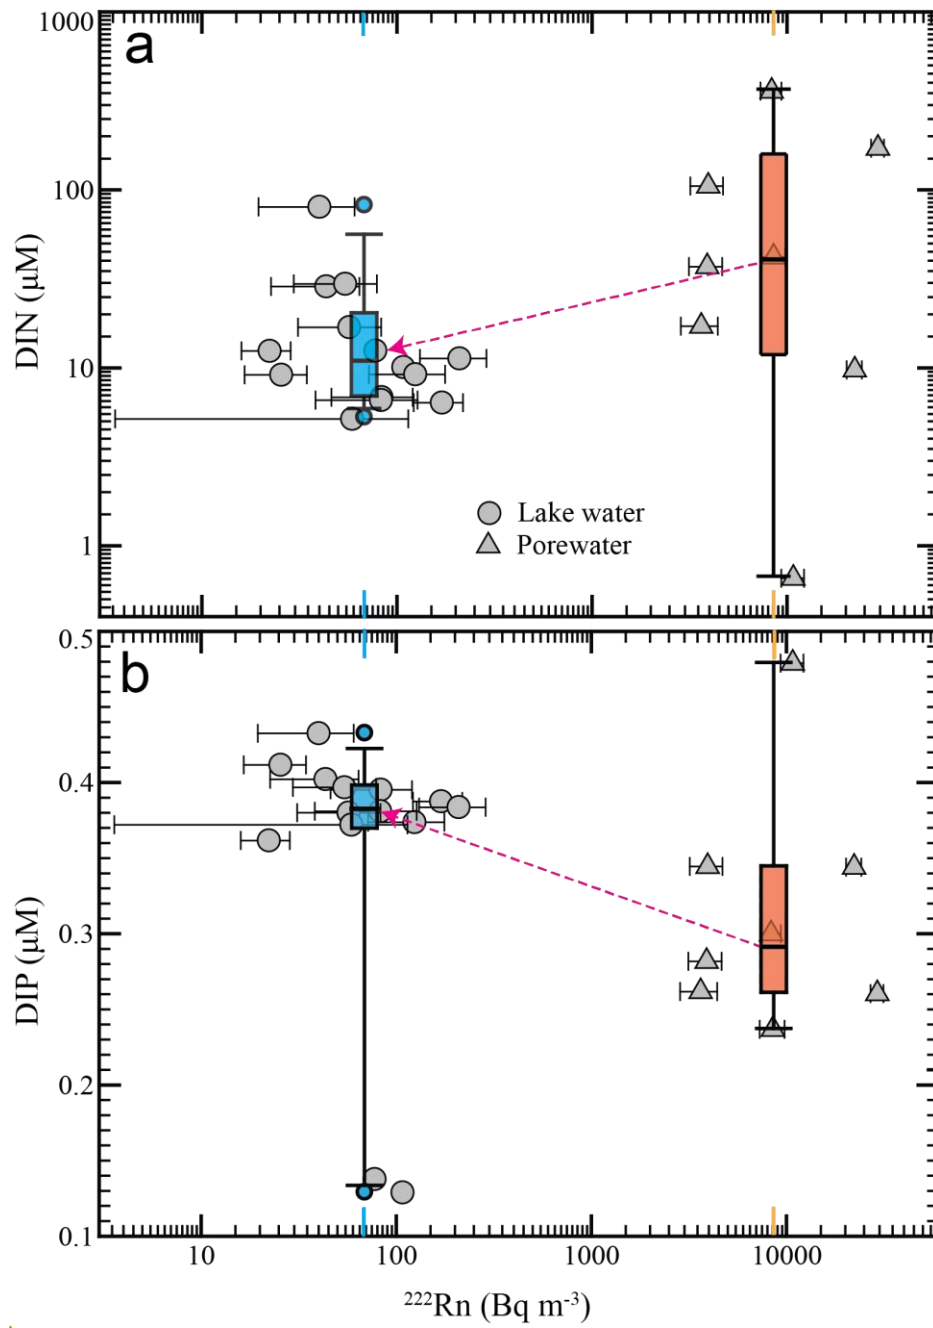 a
1000
100
10
1
DIN (μM)
Lake water
Porewater
b
0.5
0.4
0.3
0.2
0.1
DIP (μM)
10 100 1000 10000
²²²Rn (Bq m⁻³)